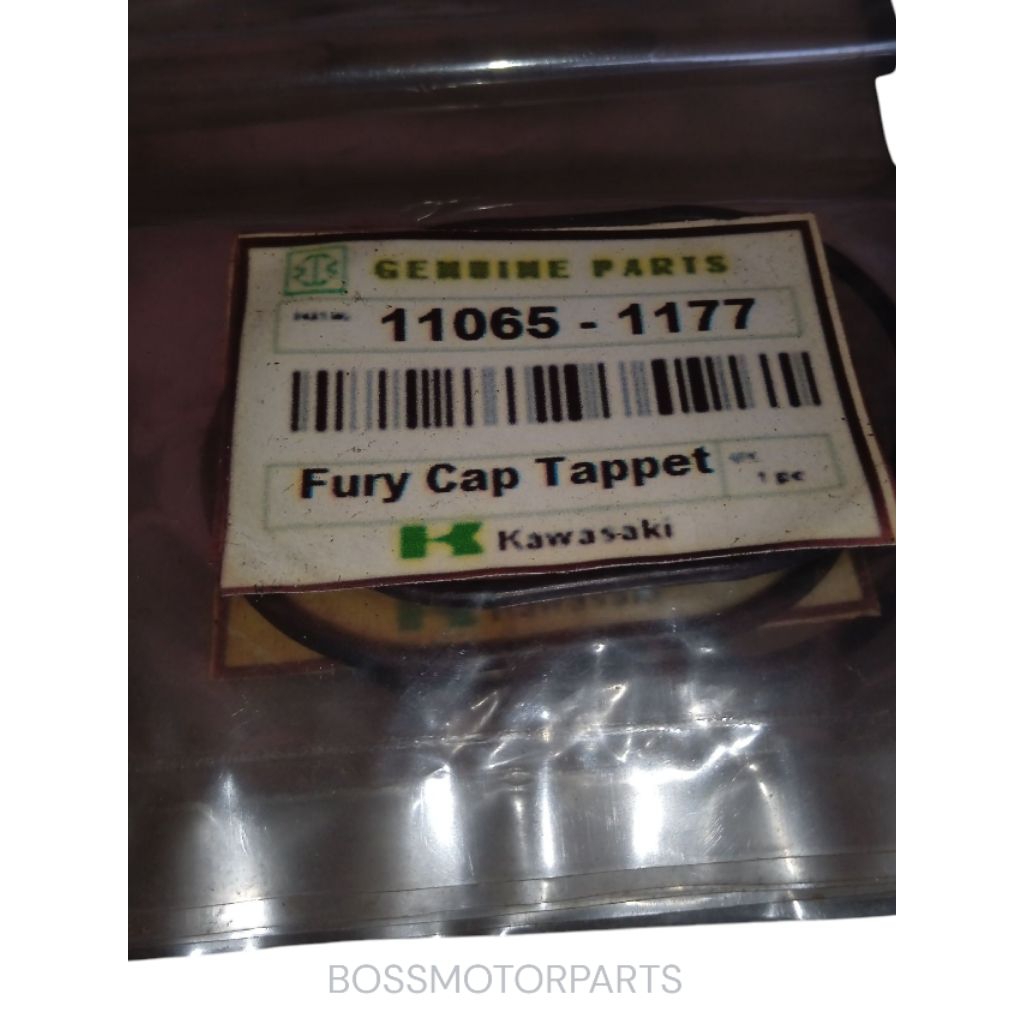 GENUINE PARTS
11065 - 1177
Fury Cap Tappet
1 pc
Kawasaki
BOSSMOTORPARTS